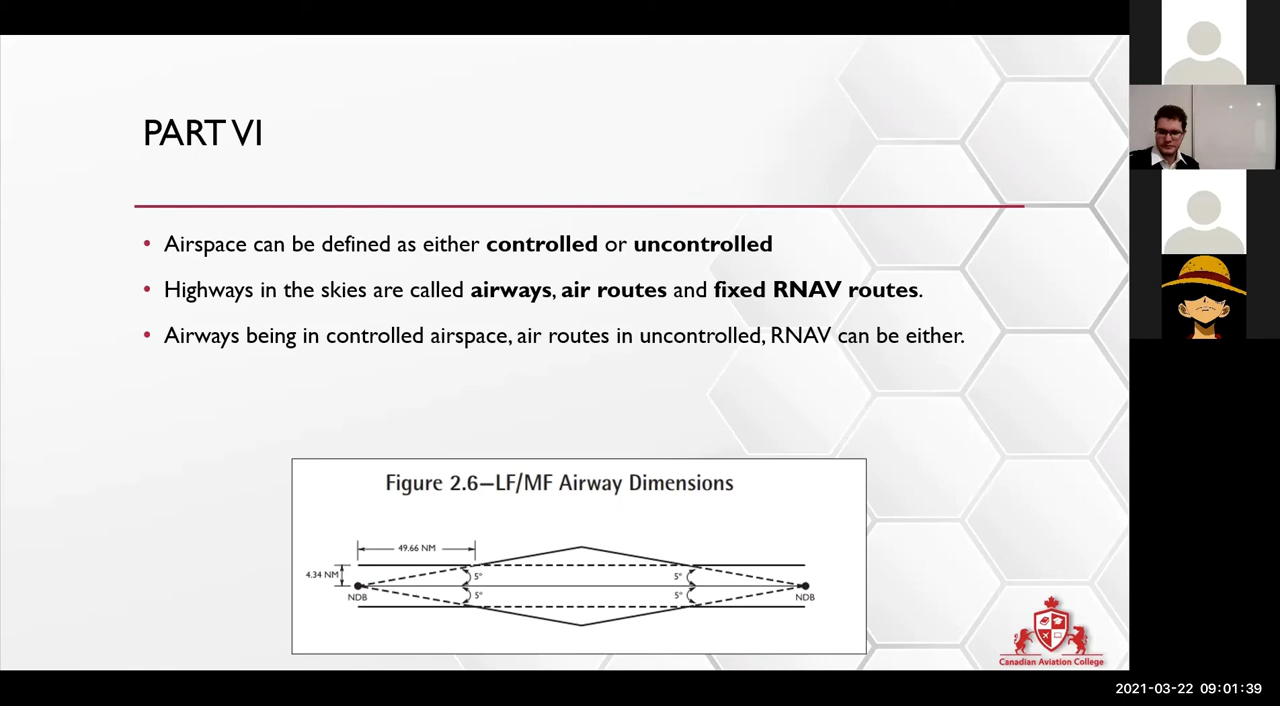 PART VI
• Airspace can be defined as either controlled or uncontrolled
• Highways in the skies are called airways, air routes and fixed RNAV routes.
• Airways being in controlled airspace, air routes in uncontrolled, RNAV can be either.
Figure 2.6—LF/MF Airway Dimensions
49.66 NM
4.34 NM
5° 5°
NDB NDB
5° 5°
Canadian Aviation College
2021-03-22 09:01:39